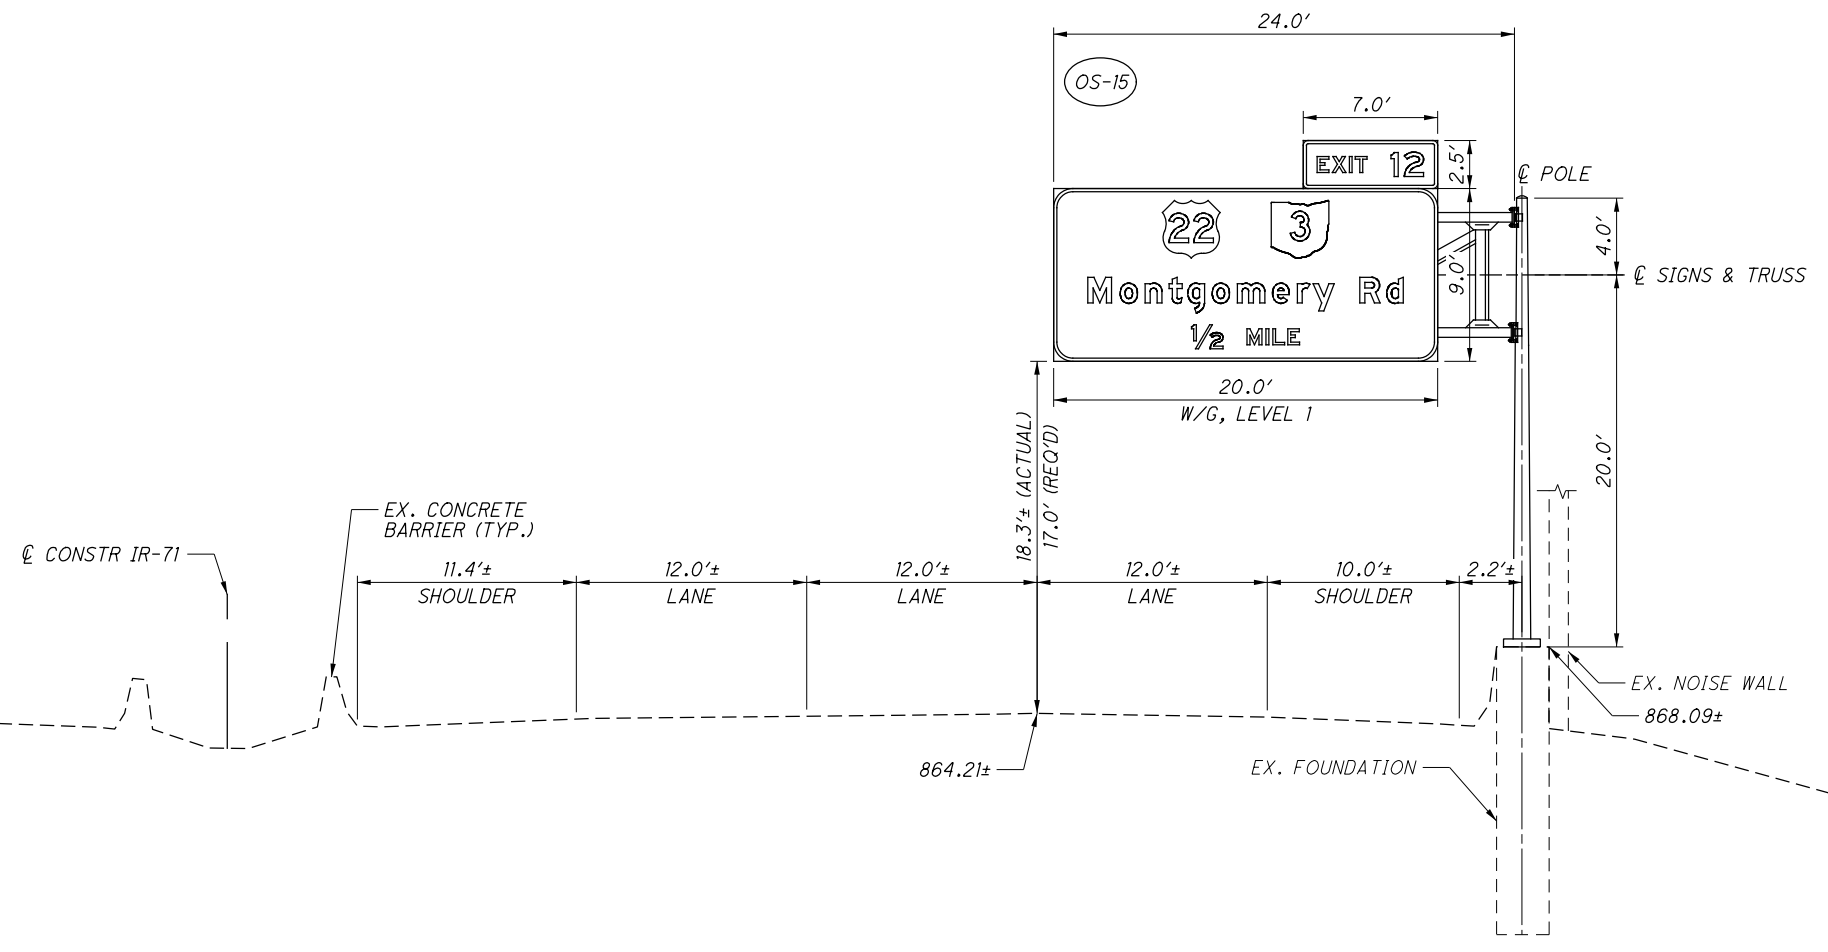 24.0'
OS-15
7.0'
EXIT 12
2.5'
℄ POLE
22
3
4.0'
Montgomery Rd
9.0'
℄ SIGNS & TRUSS
1/2 MILE
20.0'
W/G, LEVEL 1
18.3'± (ACTUAL)
17.0' (REQ'D)
20.0'
EX. CONCRETE
BARRIER (TYP.)
℄ CONSTR IR-71
11.4'±
SHOULDER
12.0'±
LANE
12.0'±
LANE
12.0'±
LANE
10.0'±
SHOULDER
2.2'±
EX. NOISE WALL
868.09±
864.21±
EX. FOUNDATION